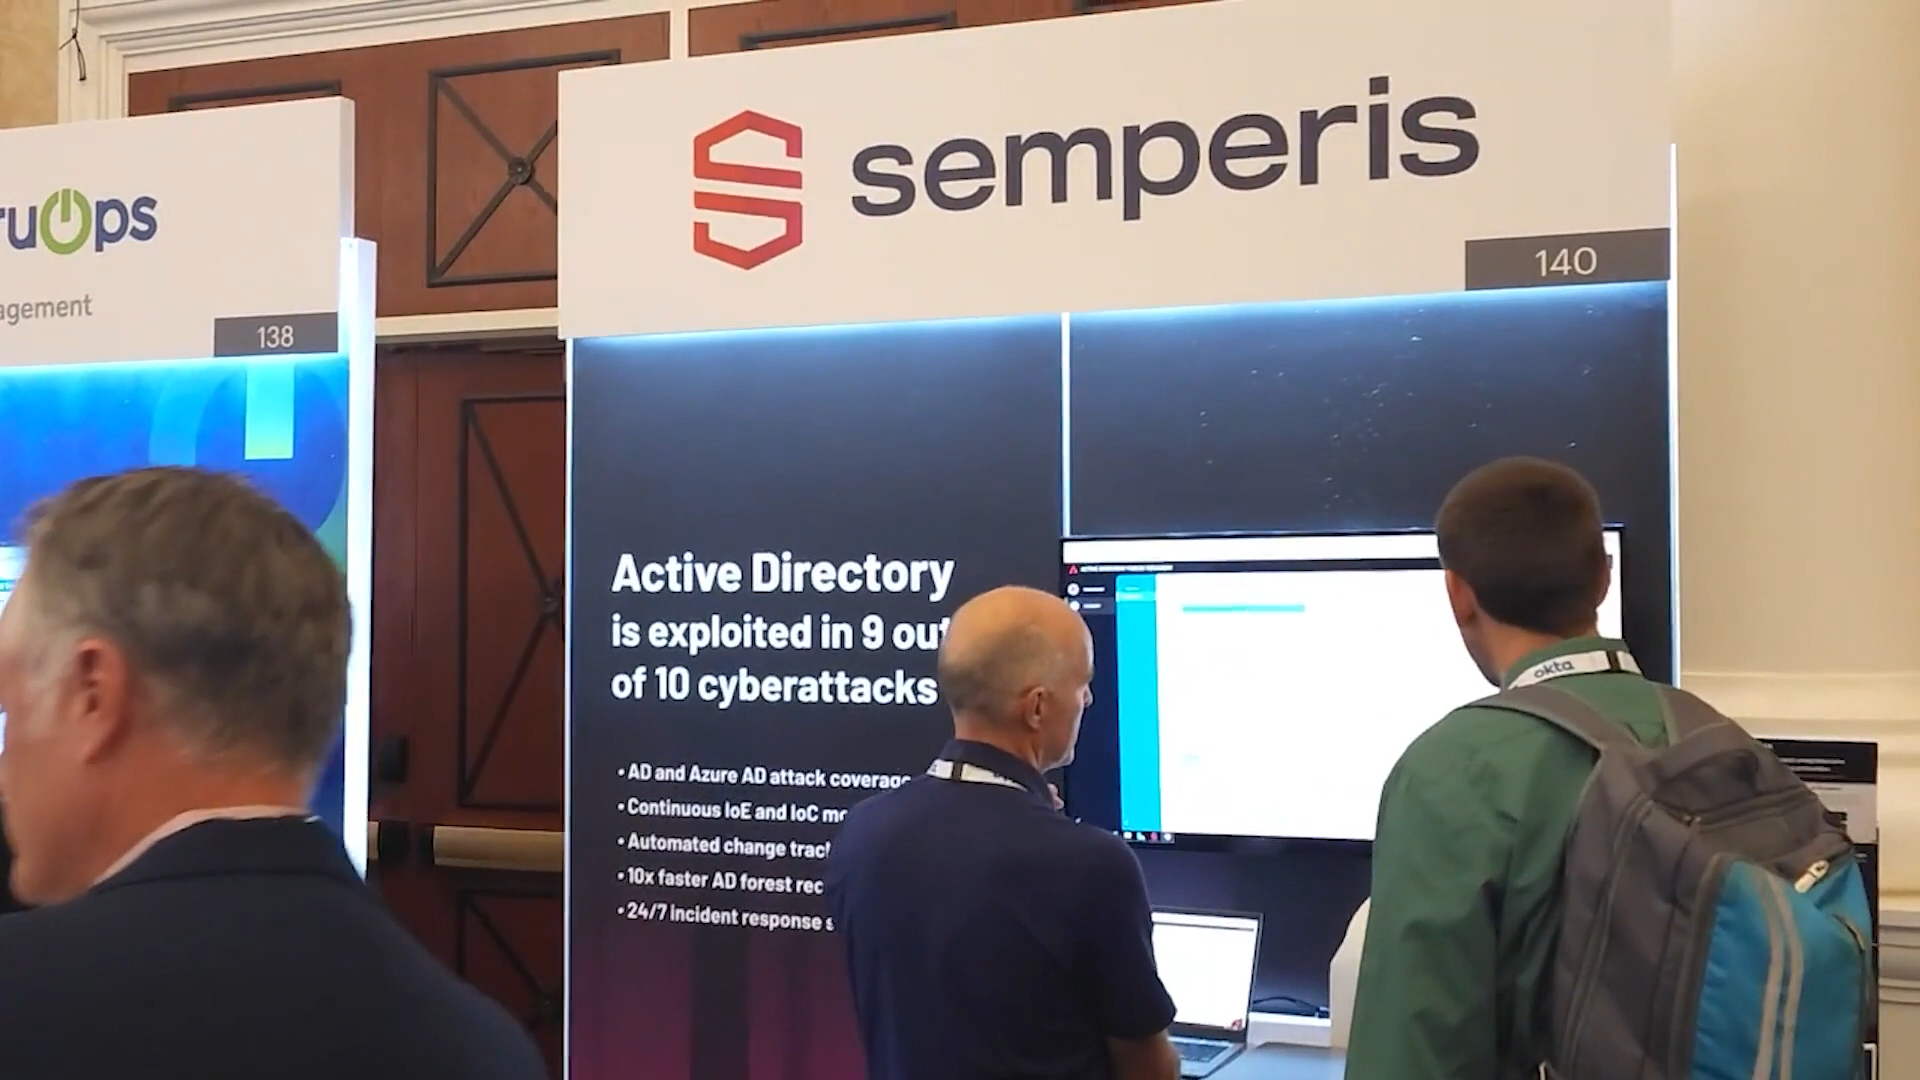 ruOps
agement
138
semperis
140
Active Directory
is exploited in 9 out
of 10 cyberattacks
• AD and Azure AD attack coverage
• Continuous IoE and IoC mo
• Automated change track
• 10x faster AD forest rec
• 24/7 incident response s
okta